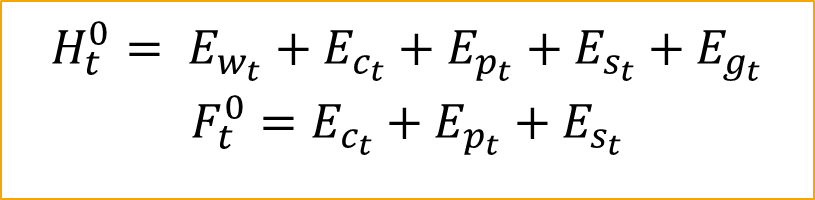 H_t^0 = E_{w_t} + E_{c_t} + E_{p_t} + E_{s_t} + E_{g_t}
F_t^0 = E_{c_t} + E_{p_t} + E_{s_t}